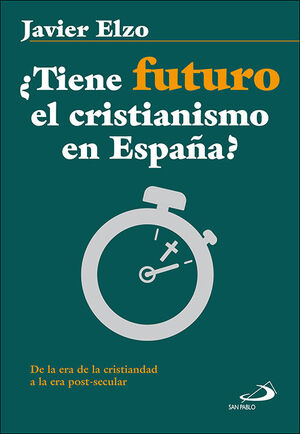 Javier Elzo
¿Tiene futuro
el cristianismo
en España?
De la era de la cristiandad
a la era post-secular
SAN PABLO